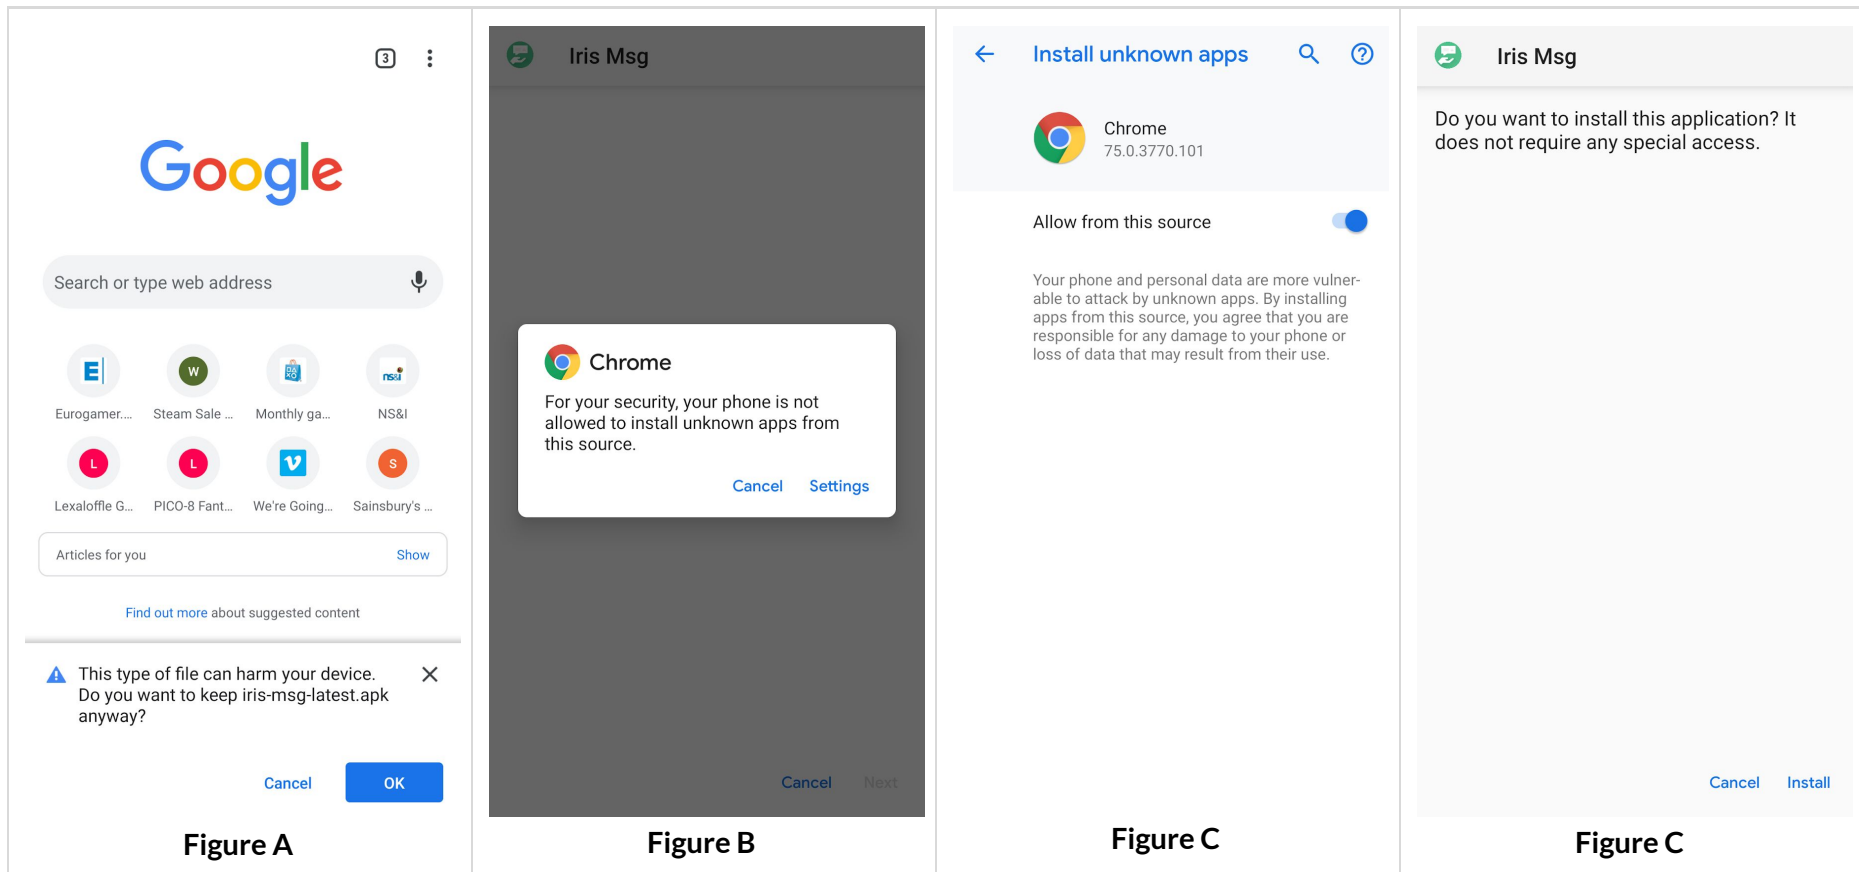 3
Google
Search or type web address
E
W
ns&i
Eurogamer....
Steam Sale ...
Monthly ga...
NS&I
L
L
S
Lexaloffle G...
PICO-8 Fant...
We're Going...
Sainsbury's ...
Articles for you
Show
Find out more about suggested content
This type of file can harm your device.
Do you want to keep iris-msg-latest.apk
anyway?
Cancel
OK
Figure A
Iris Msg
Chrome
For your security, your phone is not
allowed to install unknown apps from
this source.
Cancel
Settings
Cancel
Next
Figure B
Install unknown apps
Chrome
75.0.3770.101
Allow from this source
Your phone and personal data are more vulner-
able to attack by unknown apps. By installing
apps from this source, you agree that you are
responsible for any damage to your phone or
loss of data that may result from their use.
Figure C
Iris Msg
Do you want to install this application? It
does not require any special access.
Cancel
Install
Figure C